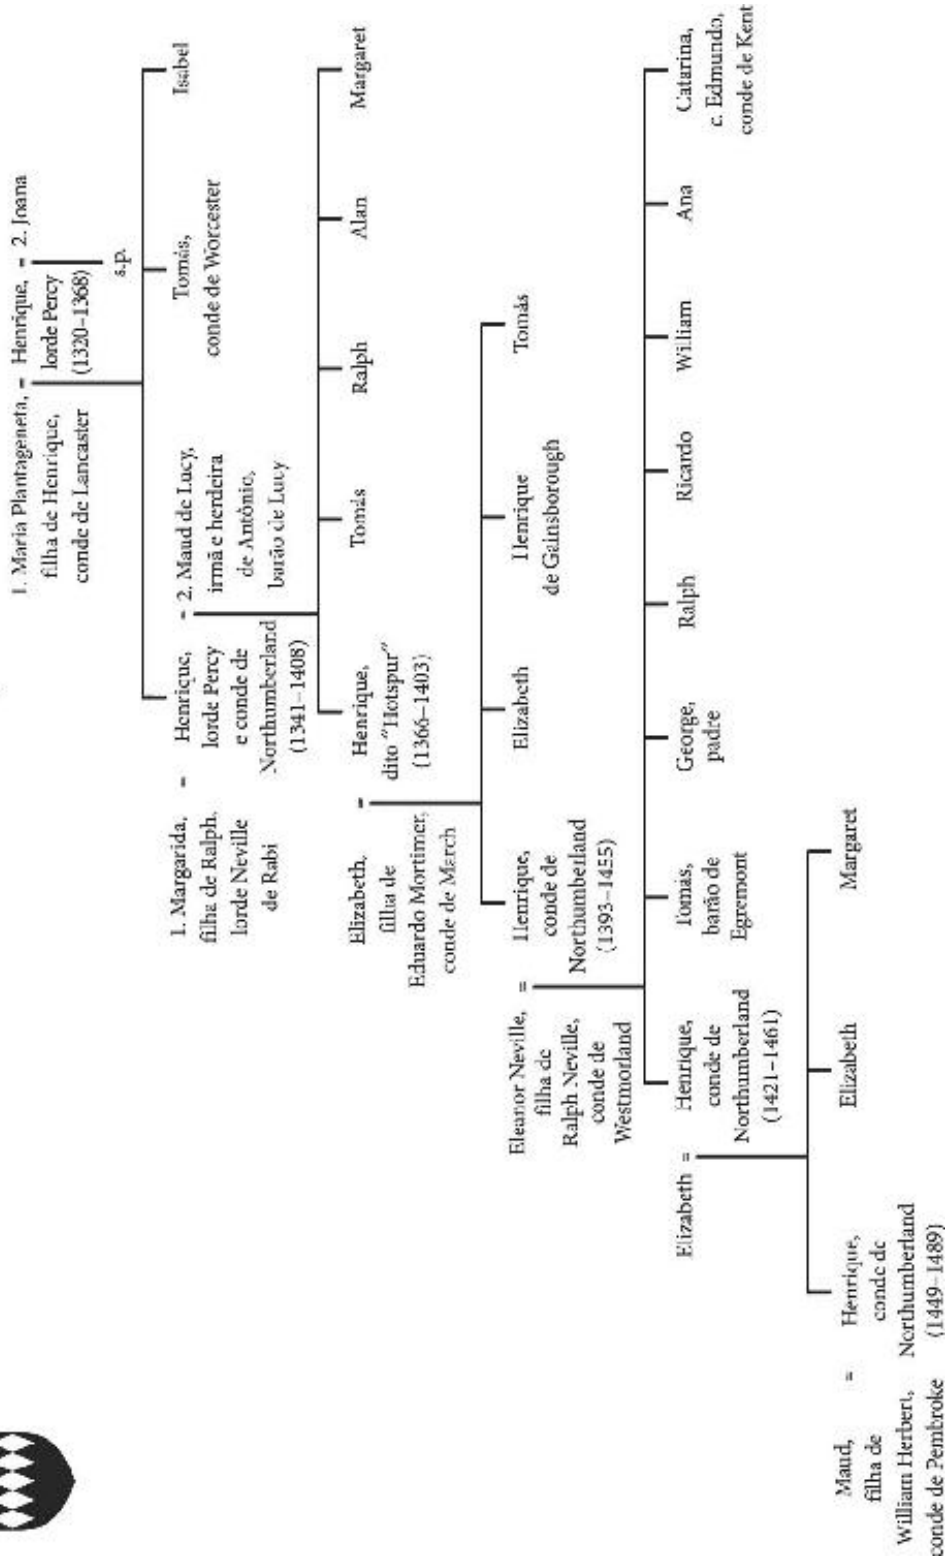 1. Maria Plantageneta, = Henrique, = 2. Joana
filha de Henrique,
conde de Lancaster
lorde Percy
(1320–1368)
s.p.
1. Margarida,
filha de Ralph,
lorde Neville
de Rabi
=
Henrique,
lorde Percy
e conde de
Northumberland
(1341–1408)
= 2. Maud de Lucy,
irmã e herdeira
de Antônio,
barão de Lucy
Tomás,
conde de Worcester
Isabel
Elizabeth,
filha de
Eduardo Mortimer,
conde de March
=
Henrique,
dito “Hotspur”
(1366–1403)
Tomás
Ralph
Alan
Margaret
Eleanor Neville,
filha de
Ralph Neville,
conde de
Westmorland
=
Henrique,
conde de
Northumberland
(1393–1455)
Elizabeth
Henrique
de Gainsborough
Tomás
Elizabeth =
Henrique,
conde de
Northumberland
(1421–1461)
Tomás,
barão de
Egremont
George,
padre
Ralph
Ricardo
William
Ana
Catarina,
c. Edmundo,
conde de Kent
Maud,
filha de
William Herbert,
conde de Pembroke
=
Henrique,
conde de
Northumberland
(1449–1489)
Elizabeth
Margaret